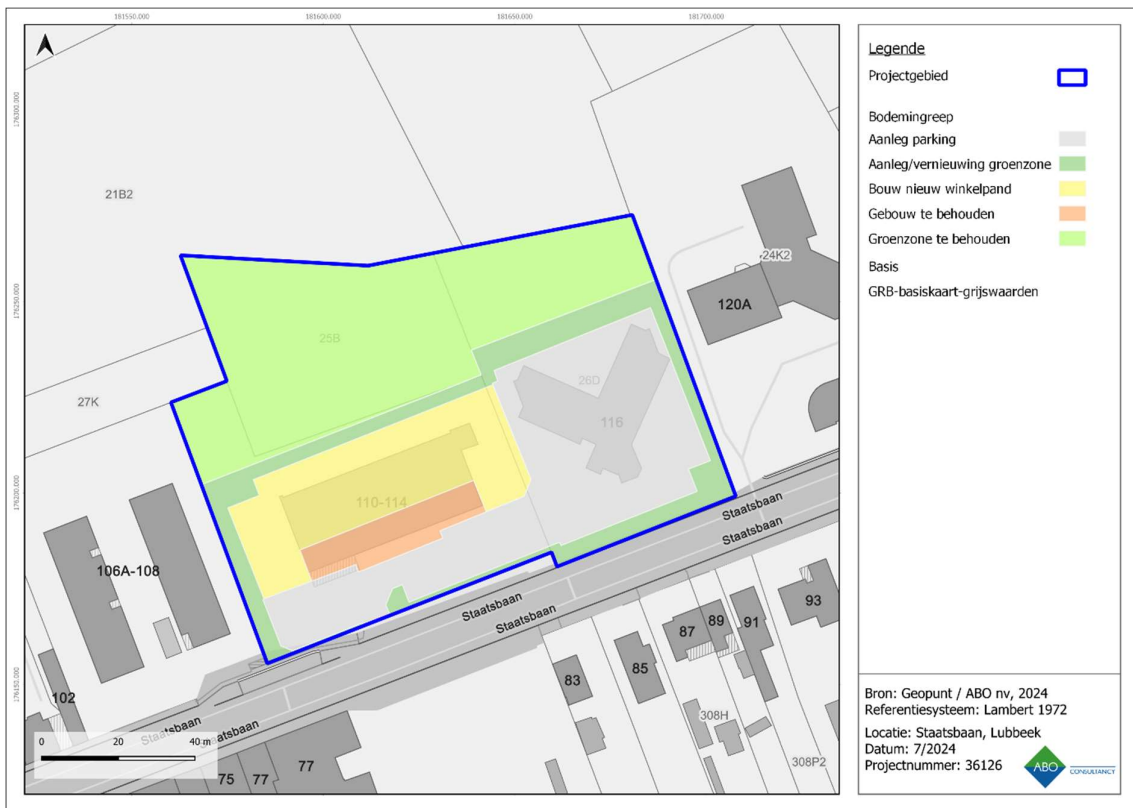 181550.000
181600.000
181650.000
181700.000
176300.000
176250.000
176200.000
176150.000
21B2
24K2
120A
25B
27K
26D
116
110-114
106A-108
Staatsbaan
Staatsbaan
Staatsbaan
Staatsbaan
93
91
89
87
85
83
102
308H
Staatsbaan
Staatsbaan
0 20 40 m
75
77
77
308P2
Legende
Projectgebied
Bodemingreep
Aanleg parking
Aanleg/vernieuwing groenzone
Bouw nieuw winkelpand
Gebouw te behouden
Groenzone te behouden
Basis
GRB-basiskaart-grijswaarden
Bron: Geopunt / ABO nv, 2024
Referentiesysteem: Lambert 1972
Locatie: Staatsbaan, Lubbeek
Datum: 7/2024
Projectnummer: 36126
ABO CONSULTANCY